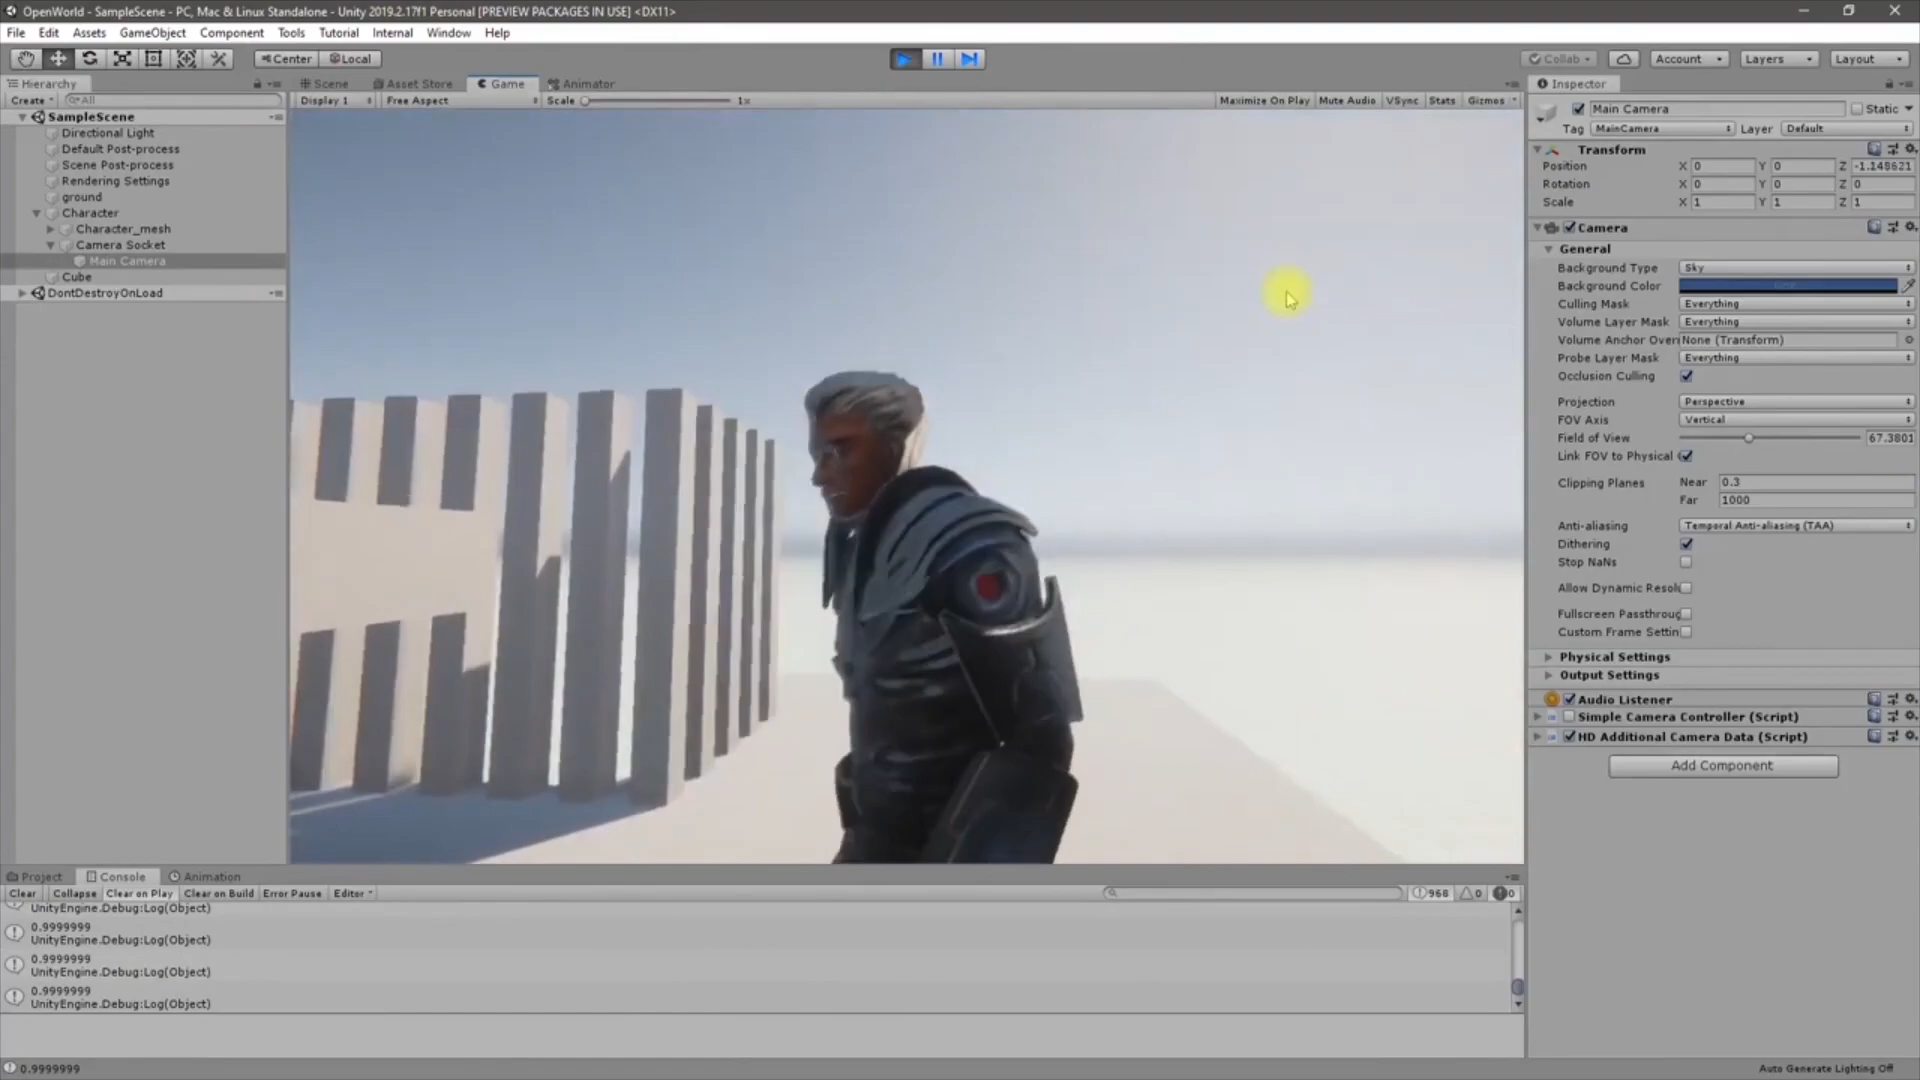 OpenWorld - SampleScene - PC, Mac & Linux Standalone - Unity 2019.2.17f1 Personal [PREVIEW PACKAGES IN USE] <DX11>
File Edit Assets GameObject Component Tools Tutorial Internal Window Help
Center Local Collab Account Layers Layout
Hierarchy Scene Asset Store Game Animator Inspector
Create All Display 1 Free Aspect Scale 1x Maximize On Play Mute Audio VSync Stats Gizmos
SampleScene
Directional Light
Default Post-process
Scene Post-process
Rendering Settings
ground
Character
Character_mesh
Camera Socket
Main Camera
Cube
DontDestroyOnLoad
Main Camera Static
Tag MainCamera Layer Default
Transform
Position X 0 Y 0 Z -1.148621
Rotation X 0 Y 0 Z 0
Scale X 1 Y 1 Z 1
Camera
General
Background Type Sky
Background Color
Culling Mask Everything
Volume Layer Mask Everything
Volume Anchor Over None (Transform)
Probe Layer Mask Everything
Occlusion Culling
Projection Perspective
FOV Axis Vertical
Field of View 67.3801
Link FOV to Physical
Clipping Planes Near 0.3
Far 1000
Anti-aliasing Temporal Anti-aliasing (TAA)
Dithering
Stop NaNs
Allow Dynamic Resol
Fullscreen Passthroug
Custom Frame Settin
Physical Settings
Output Settings
Audio Listener
Simple Camera Controller (Script)
HD Additional Camera Data (Script)
Add Component
Project Console Animation
Clear Collapse Clear on Play Clear on Build Error Pause Editor 968 0 0
UnityEngine.Debug:Log(Object)
0.9999999
UnityEngine.Debug:Log(Object)
0.9999999
UnityEngine.Debug:Log(Object)
0.9999999
UnityEngine.Debug:Log(Object)
0.9999999
Auto Generate Lighting Off